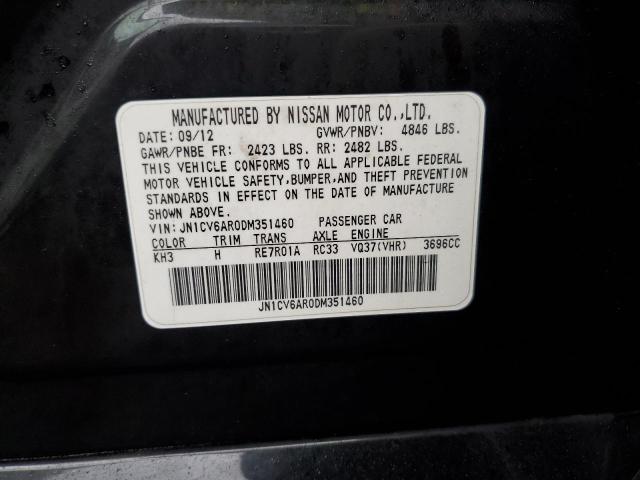 MANUFACTURED BY NISSAN MOTOR CO.,LTD.
DATE: 09/12 GVWR/PNBV: 4846 LBS.
GAWR/PNBE FR: 2423 LBS. RR: 2482 LBS.
THIS VEHICLE CONFORMS TO ALL APPLICABLE FEDERAL
MOTOR VEHICLE SAFETY,BUMPER,AND THEFT PREVENTION
STANDARDS IN EFFECT ON THE DATE OF MANUFACTURE
SHOWN ABOVE.
VIN: JN1CV6AR0DM351460 PASSENGER CAR
COLOR TRIM TRANS AXLE ENGINE
KH3 H RE7R01A RC33 VQ37(VHR) 3696CC
JN1CV6AR0DM351460